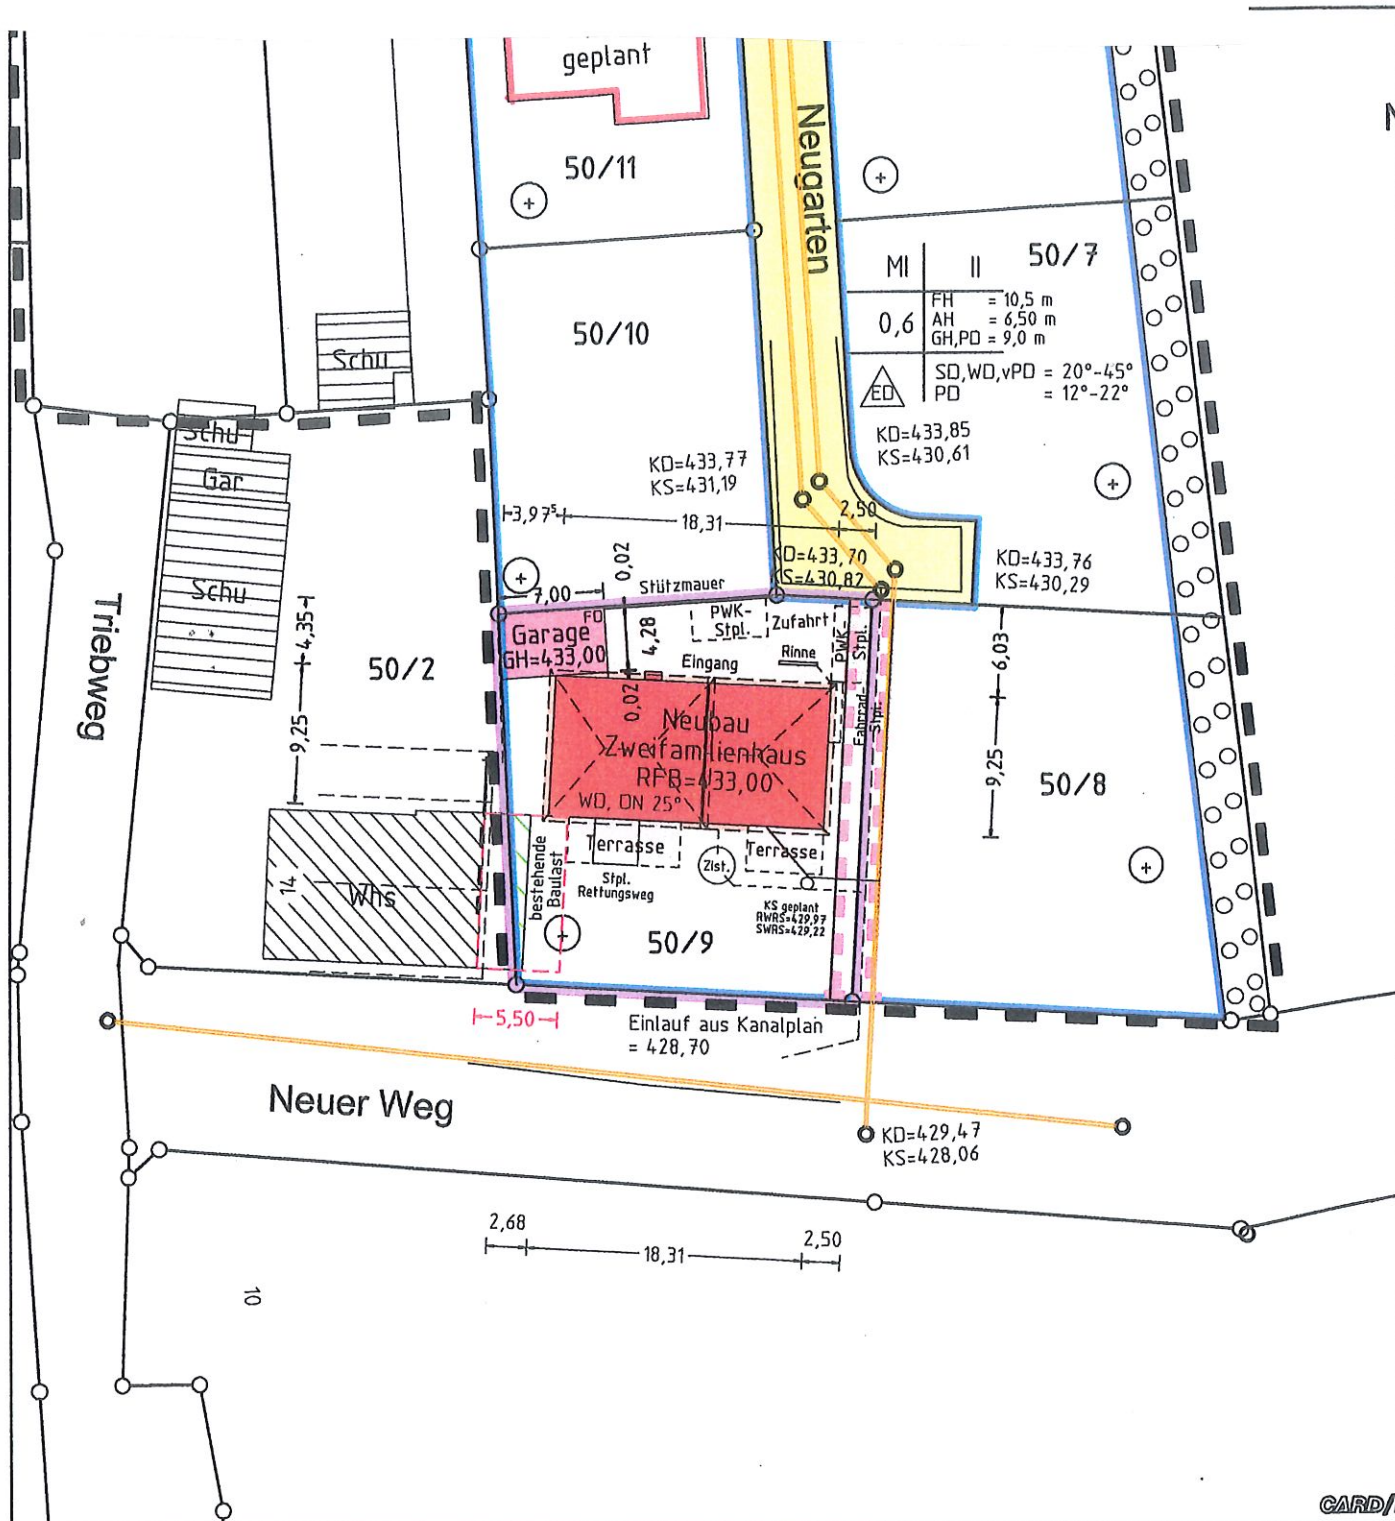 geplant
Neugarten
50/11
50/7
MI
II
FH = 10,5 m
AH = 6,50 m
GH,PD = 9,0 m
0,6
SD,WD,vPD = 20°-45°
PD = 12°-22°
ED
50/10
Schu
Schu
Gar
Schu
KD=433,85
KS=430,61
KD=433,77
KS=431,19
3,97⁵
18,31
2,50
KD=433,70
KS=430,82
KD=433,76
KS=430,29
0,02
Stützmauer
7,00
FD
Garage
GH=433,00
4,28
PWK-
Stpl.
Zufahrt
PWK
Stpl.
Eingang
Rinne
0,02
Fahrrad-
Stpl.
Triebweg
4,35
9,25
50/2
6,03
9,25
50/8
Neubau
Zweifamilienhaus
RFB=433,00
WD, DN 25°
Terrasse
Terrasse
Zist.
Stpl.
Rettungsweg
bestehende
Baulast
14
Whs
KS geplant
RWRS=429,97
SWRS=429,22
50/9
5,50
Einlauf aus Kanalplan
= 428,70
Neuer Weg
KD=429,47
KS=428,06
2,68
18,31
2,50
10
CARD/